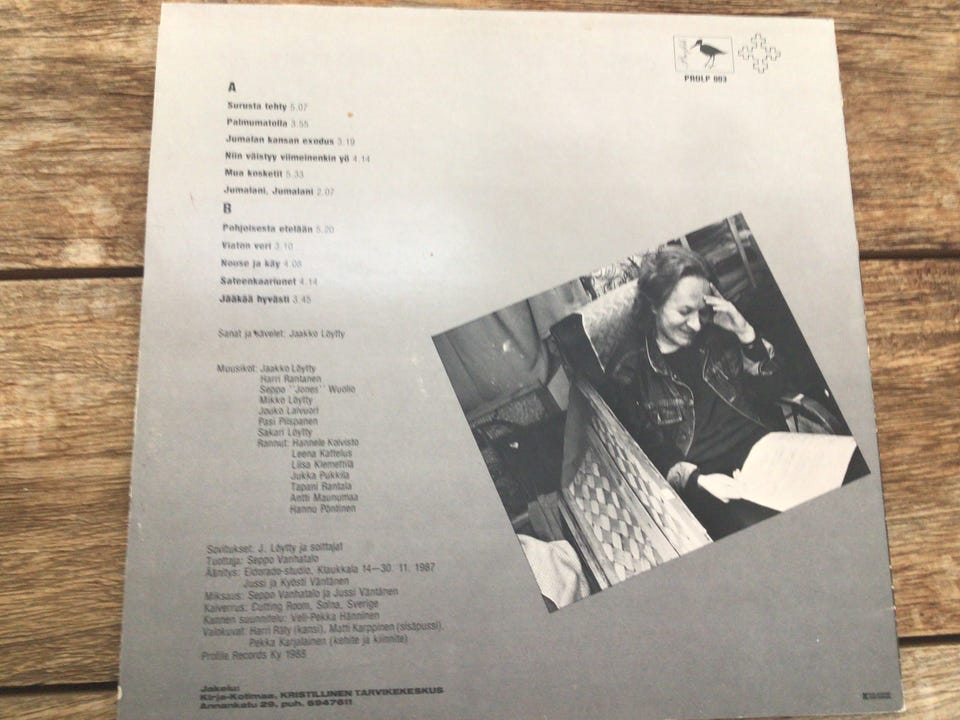 Profile
PROLP 003
A
Surusta tehty 5.07
Palmumatolla 3.55
Jumalan kansan exodus 3.19
Niin väistyy viimeinenkin yö 4.14
Mua kosketit 5.33
Jumalani, Jumalani 2.07
B
Pohjoisesta etelään 5.20
Viaton veri 3.10
Nouse ja käy 4.08
Sateenkaariunet 4.14
Jääkää hyvästi 3.45
Sanat ja sävelet: Jaakko Löytty
Muusikot: Jaakko Löytty
Harri Rantanen
Seppo "Jones" Wuolio
Mikko Löytty
Jouko Laivuori
Pasi Piispanen
Sakari Löytty
Rannut: Hannele Koivisto
Leena Kattelus
Liisa Klemettilä
Jukka Pukkila
Tapani Rantala
Antti Maunumaa
Hannu Pöntinen
Sovitukset: J. Löytty ja soittajat
Tuottaja: Seppo Vanhatalo
Äänitys: Eldorado-studio, Klaukkala 14—30. 11. 1987
Jussi ja Kyösti Väntänen
Miksaus: Seppo Vanhatalo ja Jussi Väntänen
Kaiverrus: Cutting Room, Solna, Sverige
Kannen suunnittelu: Veli-Pekka Hänninen
Valokuvat: Harri Räty (kansi), Matti Karppinen (sisäpussi).
Pekka Karjalainen (kehite ja kiinnite)
Profile Records Ky 1988
Jakelu:
Kirja-Kotimaa, KRISTILLINEN TARVIKEKESKUS
Annankatu 29, puh. 6947611